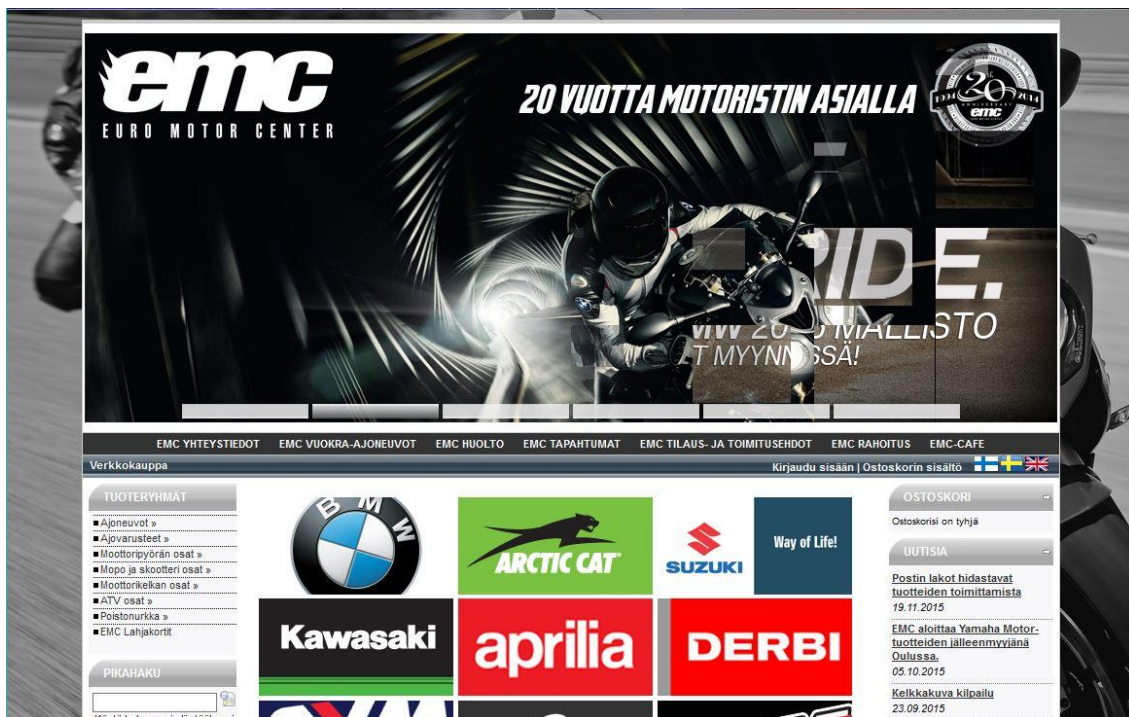 emc
EURO MOTOR CENTER
20 VUOTTA MOTORISTIN ASIALLA
1994 20 2014
ANNIVERSARY
emc
RIDE.
MALLISTO
EMC YHTEYSTIEDOT EMC VUOKRA-AJONEUVOT EMC HUOLTO EMC TAPAHTUMAT EMC TILAUS- JA TOIMITUSEHDOT EMC RAHOITUS EMC-CAFE
Verkkokauppa
Kirjaudu sisään | Ostoskorin sisältö
TUOTERYHMÄT
Ajoneuvot »
Ajovarusteet »
Moottoripyörän osat »
Mopo ja skootteri osat »
Moottorikelkan osat »
ATV osat »
Poistonurkka »
EMC Lahjakortit
PIKAHAKU
BMW
ARCTIC CAT
SUZUKI
Way of Life!
Kawasaki
aprilia
DERBI
OSTOSKORI
Ostoskorisi on tyhjä
UUTISIA
Postin lakot hidastavat
tuotteiden toimittamista
19.11.2015
EMC aloittaa Yamaha Motor-
tuotteiden jälleenmyyjänä
Oulussa.
05.10.2015
Kelkkakuva kilpailu
23.09.2015